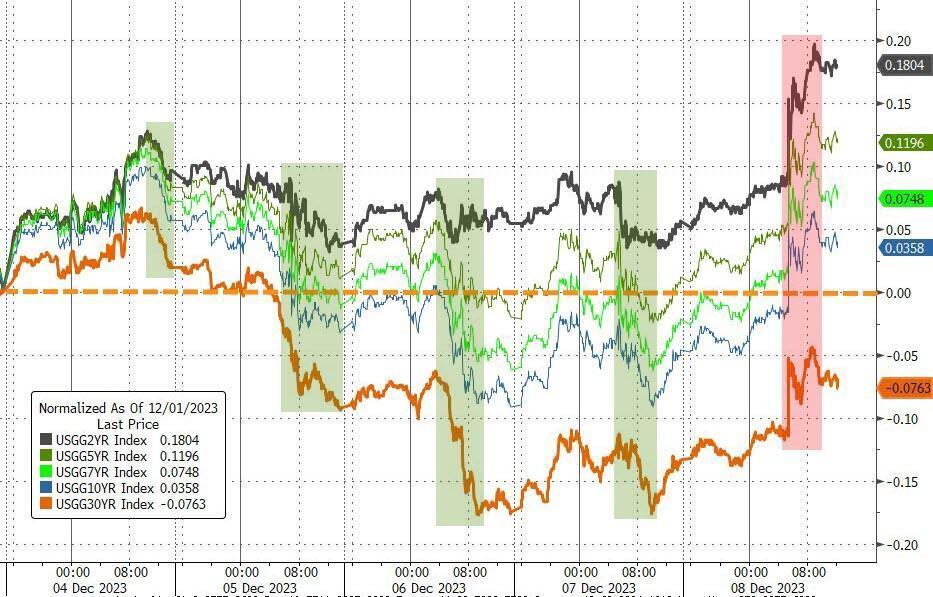 0.20
0.1804
0.15
0.1196
0.10
0.0748
0.05
0.0358
0.00
-0.05
-0.0763
-0.10
-0.15
-0.20
Normalized As Of 12/01/2023
Last Price
USGG2YR Index 0.1804
USGG5YR Index 0.1196
USGG7YR Index 0.0748
USGG10YR Index 0.0358
USGG30YR Index -0.0763
00:00 08:00 00:00 08:00 00:00 08:00 00:00 08:00 00:00 08:00
04 Dec 2023 05 Dec 2023 06 Dec 2023 07 Dec 2023 08 Dec 2023